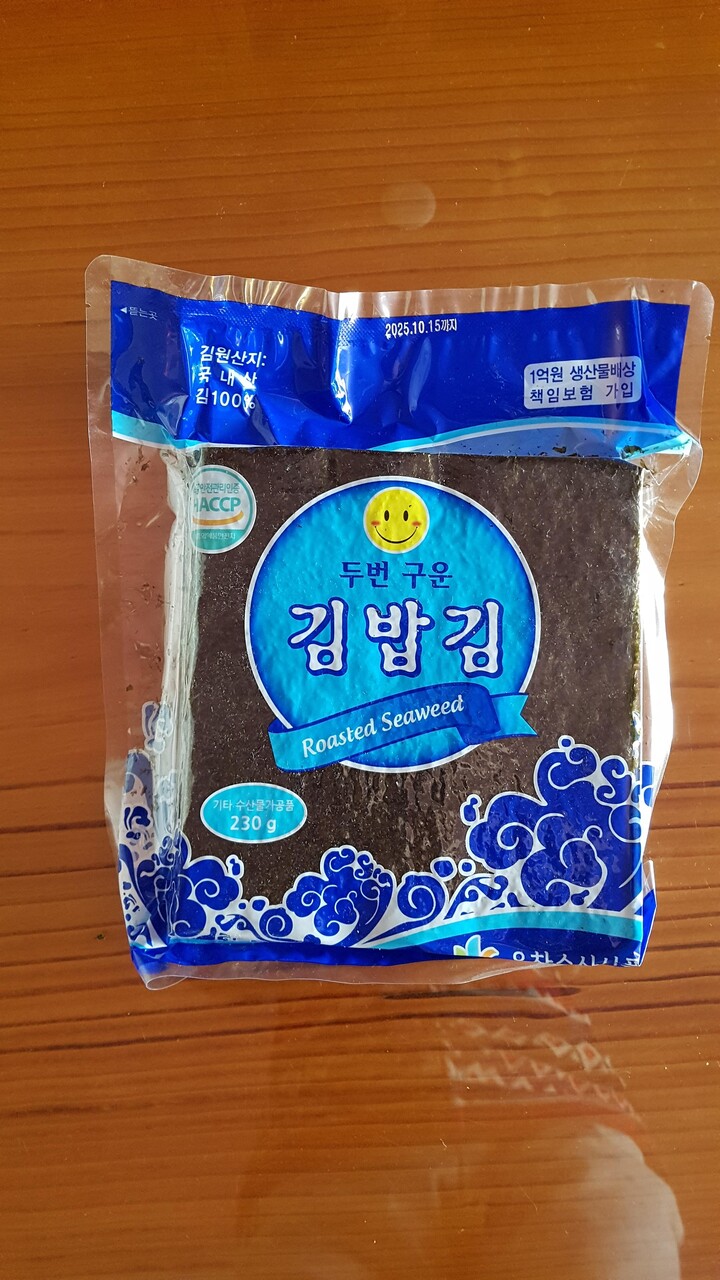 ◀뜯는곳
2025.10.15까지
김원산지:
국내산
김100%
1억원 생산물배상
책임보험 가입
HACCP
두번 구운
김밥김
Roasted Seaweed
기타 수산물가공품
230 g